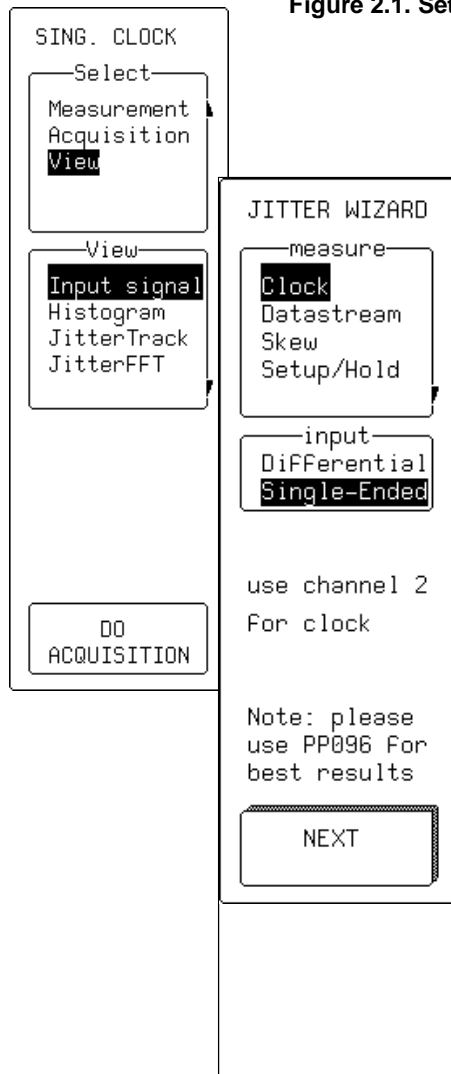 Figure 2.1. Set
SING. CLOCK
Select
Measurement
Acquisition
View
View
Input signal
Histogram
JitterTrack
JitterFFT
DO
ACQUISITION
JITTER WIZARD
measure
Clock
Datastream
Skew
Setup/Hold
input
Differential
Single-Ended
use channel 2
For clock
Note: please
use PP096 For
best results
NEXT